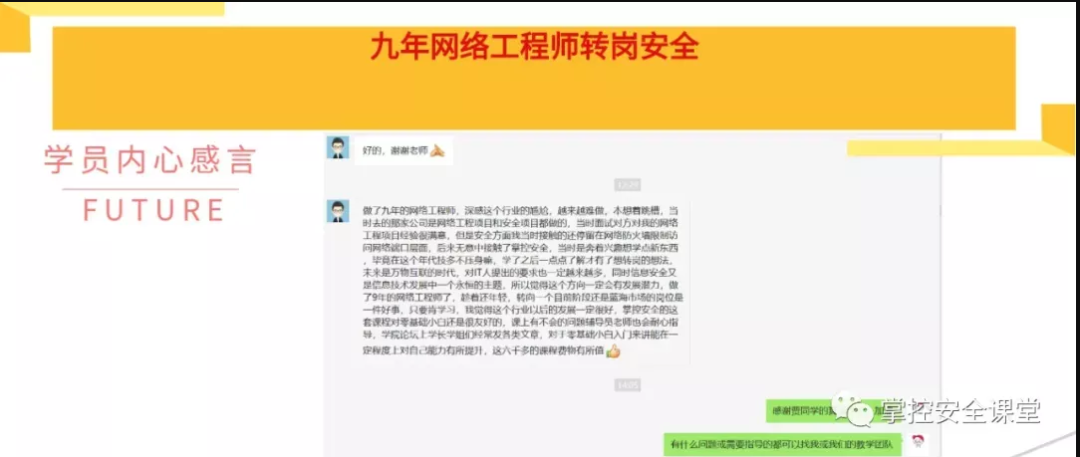 九年网络工程师转岗安全
学员内心感言
FUTURE
好的，谢谢老师
做了九年的网络工程师，深感这个行业的尴尬，越来越难做，本想着跳槽，当
时去的那家公司是网络工程项目和安全项目都做的，当时面试对方对我的网络
工程项目经验很满意，但是安全方面我当时接触的还停留在网络防火墙限制访
问网络端口层面，后来无意中接触了掌控安全，当时是奔着兴趣想学点新东西
，毕竟在这个年代技多不压身嘛，学了之后一点点了解才有了想转岗的想法，
未来是万物互联的时代，对IT人提出的要求也一定越来越多，同时信息安全又
是信息技术发展中一个永恒的主题，所以觉得这个方向一定会有发展潜力，做
了9年的网络工程师了，趁着还年轻，转向一个目前阶段还是蓝海市场的岗位是
一件好事，只要肯学习，我觉得这个行业以后的发展一定很好，掌控安全的这
套课程对零基础小白还是很友好的，课上有不会的问题辅导员老师也会耐心指
导，学院论坛上学长学姐们经常发各类文章，对于零基础小白入门来讲能在一
定程度上对自己能力有所提升，这六千多的课程费物有所值
14:05
感谢贾同学的
加
掌控安全课堂
有什么问题或需要指导的都可以找我或我们的教学团队